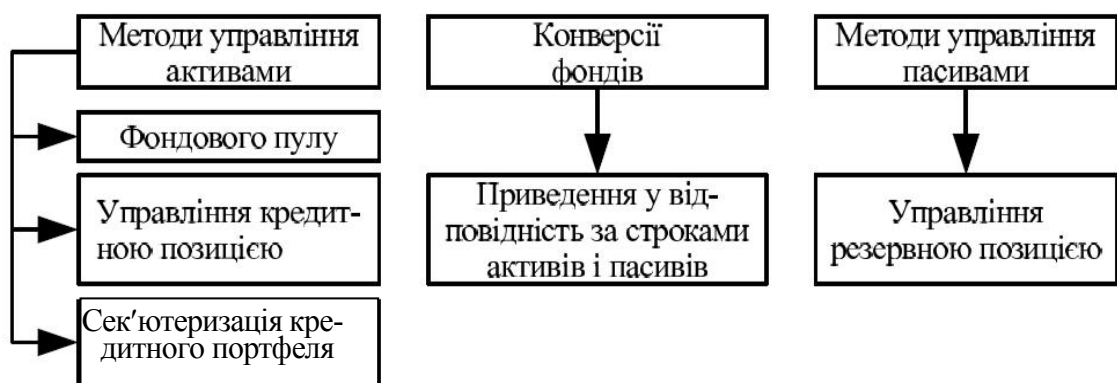 Методи управління
активами
Фондового пулу
Управління кредит-
ною позицією
Сек′ютеризація кре-
дитного портфеля
Конверсії
фондів
Приведення у від-
повідність за строками
активів і пасивів
Методи управління
пасивами
Управління
резервною позицією